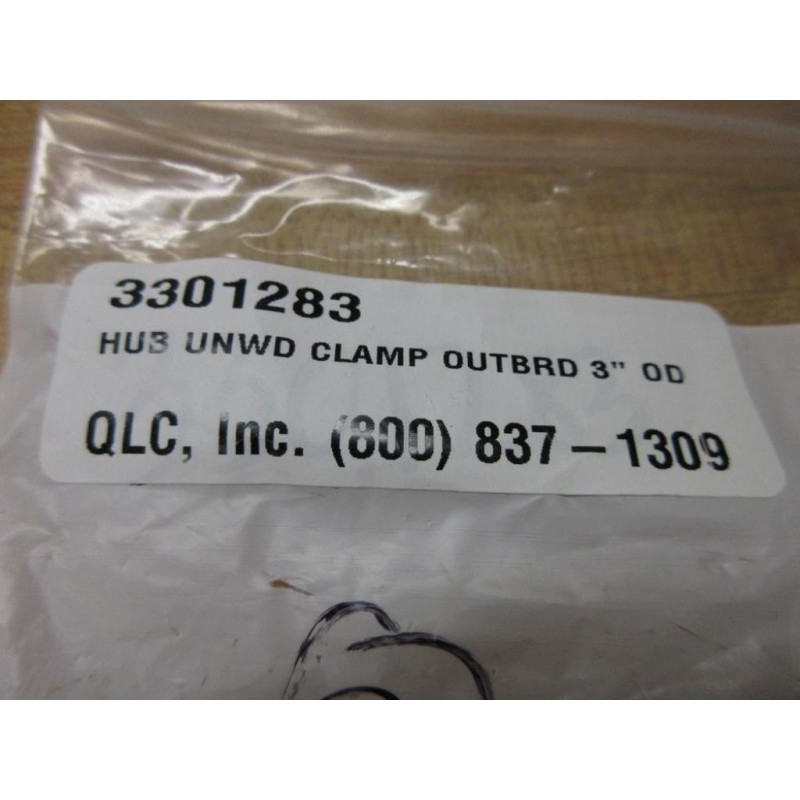 3301283
HUB UNWD CLAMP OUTBRD 3" OD
QLC, Inc. (800) 837-1309